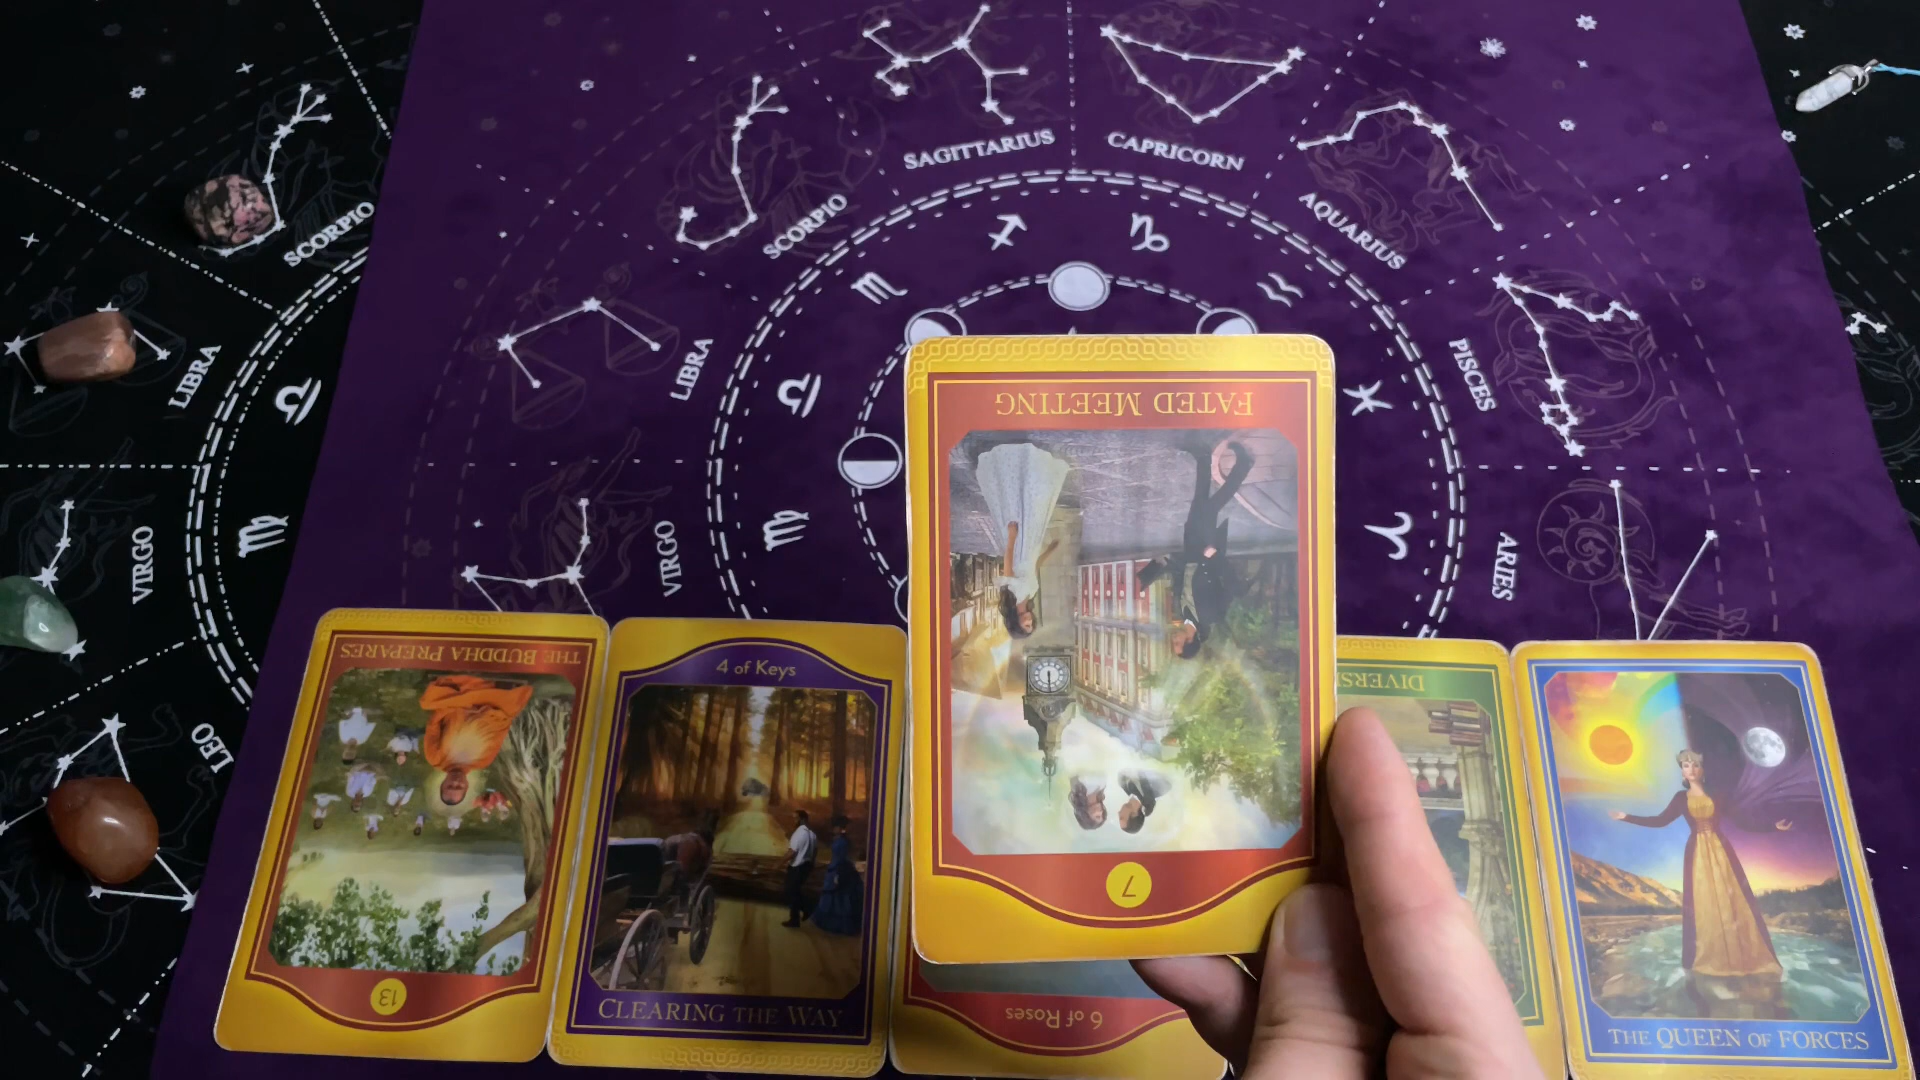 SAGITTARIUS
CAPRICORN
SCORPIO
SCORPIO
AQUARIUS
LIBRA
LIBRA
PISCES
VIRGO
VIRGO
ARIES
LEO
FATED MEETING
7
THE BUDDHA PREPARES
13
4 of Keys
CLEARING THE WAY
6 of Roses
THE QUEEN OF FORCES